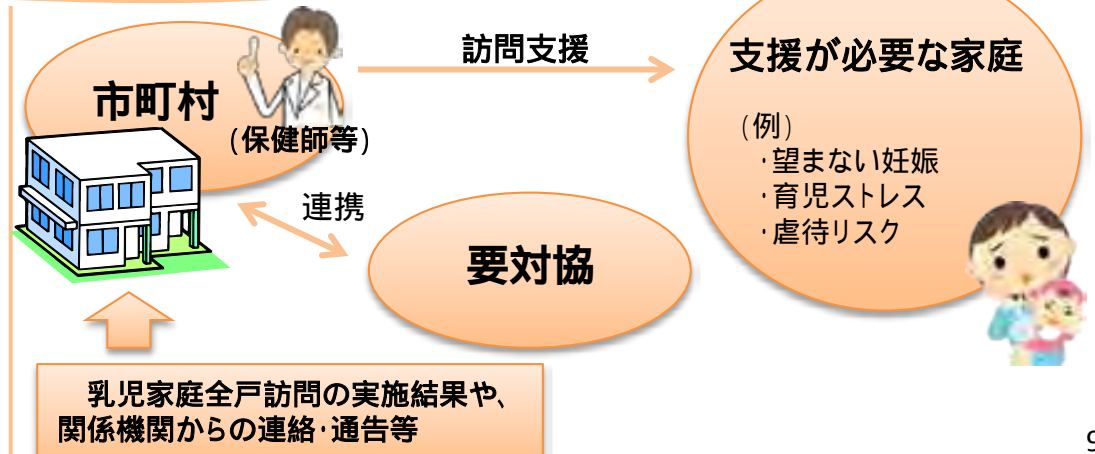 訪問支援
市町村
(保健師等)
連携
要対協
支援が必要な家庭
(例)
・望まない妊娠
・育児ストレス
・虐待リスク
乳児家庭全戸訪問の実施結果や、
関係機関からの連絡・通告等
9